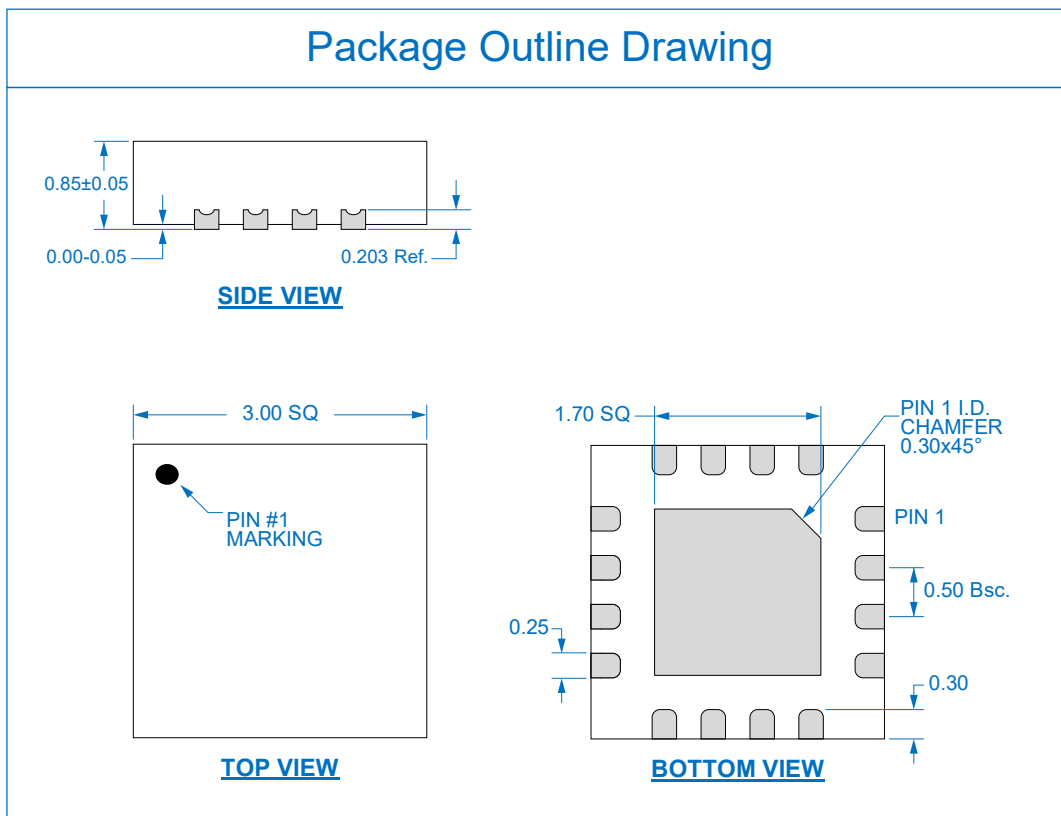 Package Outline Drawing
0.85±0.05
0.00-0.05
0.203 Ref.
SIDE VIEW
3.00 SQ
PIN #1
MARKING
TOP VIEW
1.70 SQ
PIN 1 I.D.
CHAMFER
0.30x45°
PIN 1
0.50 Bsc.
0.25
0.30
BOTTOM VIEW